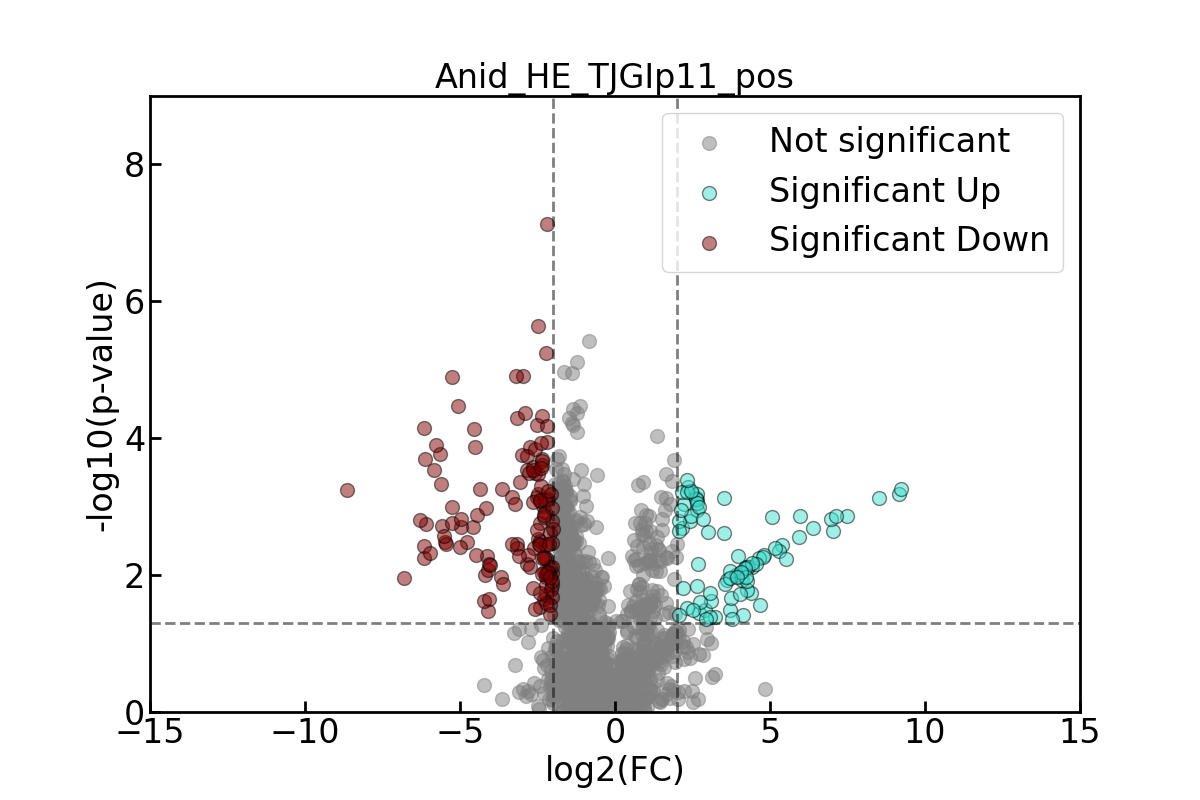 Anid_HE_TJGIp11_pos
Not significant
Significant Up
Significant Down
-log10(p-value)
8
6
4
2
0
−15
−10
−5
0
5
10
15
log2(FC)